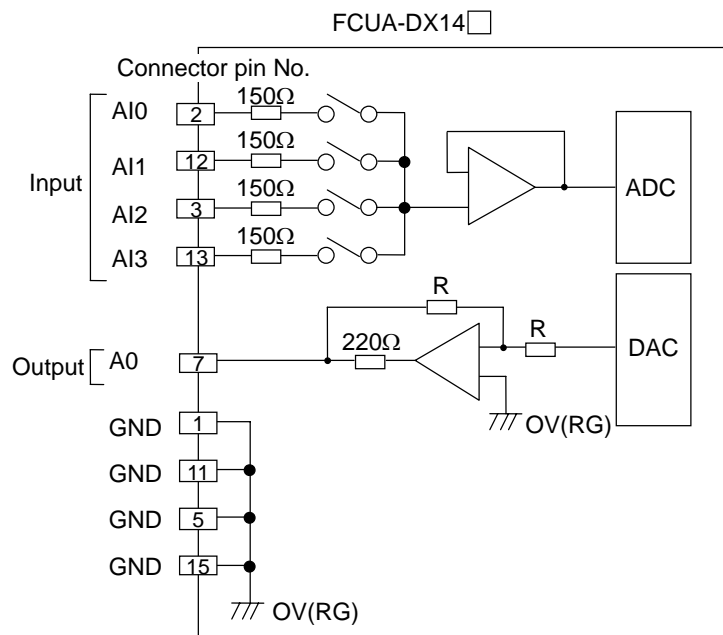 FCUA-DX14□
Connector pin No.
Input
AI0 2 150Ω
AI1 12 150Ω
AI2 3 150Ω
AI3 13 150Ω
ADC
Output A0 7 220Ω R R DAC
OV(RG)
GND 1
GND 11
GND 5
GND 15
OV(RG)